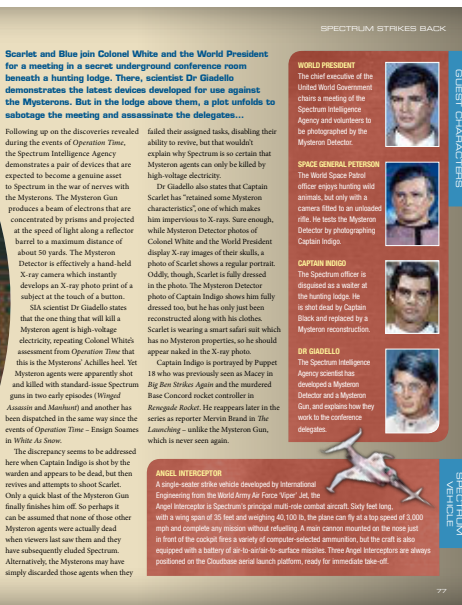 SPECTRUM STRIKES BACK
Scarlet and Blue join Colonel White and the World President
for a meeting in a secret underground conference room
beneath a hunting lodge. There, scientist Dr Giadello
demonstrates the latest devices developed for use against
the Mysterons. But in the lodge above them, a plot unfolds to
sabotage the meeting and assassinate the delegates...
Following up on the discoveries revealed
during the events of Operation Time,
the Spectrum Intelligence Agency
demonstrates a pair of devices that are
expected to become a genuine asset
to Spectrum in the war of nerves with
the Mysterons. The Mysteron Gun
produces a beam of electrons that are
concentrated by prisms and projected
at the speed of light along a reflector
barrel to a maximum distance of
about 50 yards. The Mysteron
Detector is effectively a hand-held
X-ray camera which instantly
develops an X-ray photo print of a
subject at the touch of a button.
SIA scientist Dr Giadello states
that the one thing that will kill a
Mysteron agent is high-voltage
electricity, repeating Colonel White's
assessment from Operation Time that
this is the Mysterons' Achilles Heel. Yet
Mysteron agents were apparently shot
and killed with standard-issue Spectrum
guns in two early episodes (Winged
Assassin and Manhunt) and another has
been dispatched in the same way since the
events of Operation Time – Ensign Soames
in White As Snow.
The discrepancy seems to be addressed
here when Captain Indigo is shot by the
warden and appears to be dead, but then
revives and attempts to shoot Scarlet.
Only a quick blast of the Mysteron Gun
finally finishes him off. So perhaps it
can be assumed that none of those other
Mysteron agents were actually dead
when viewers last saw them and they
have subsequently eluded Spectrum.
Alternatively, the Mysterons may have
simply discarded those agents when they
failed their assigned tasks, disabling their
ability to revive, but that wouldn't
explain why Spectrum is so certain that
Mysteron agents can only be killed by
high-voltage electricity.
Dr Giadello also states that Captain
Scarlet has "retained some Mysteron
characteristics", one of which makes
him impervious to X-rays. Sure enough,
while Mysteron Detector photos of
Colonel White and the World President
display X-ray images of their skulls, a
photo of Scarlet shows a regular portrait.
Oddly, though, Scarlet is fully dressed
in the photo. The Mysteron Detector
photo of Captain Indigo shows him fully
dressed too, but he has only just been
reconstructed along with his clothes.
Scarlet is wearing a smart safari suit which
has no Mysteron properties, so he should
appear naked in the X-ray photo.
Captain Indigo is portrayed by Puppet
18 who was previously seen as Macey in
Big Ben Strikes Again and the murdered
Base Concord rocket controller in
Renegade Rocket. He reappears later in the
series as reporter Mervin Brand in The
Launching – unlike the Mysteron Gun,
which is never seen again.
WORLD PRESIDENT
The chief executive of the
United World Government
chairs a meeting of the
Spectrum Intelligence
Agency and volunteers to
be photographed by the
Mysteron Detector.
SPACE GENERAL PETERSON
The World Space Patrol
officer enjoys hunting wild
animals, but only with a
camera fitted to an unloaded
rifle. He tests the Mysteron
Detector by photographing
Captain Indigo.
CAPTAIN INDIGO
The Spectrum officer is
disguised as a waiter at
the hunting lodge. He
is shot dead by Captain
Black and replaced by a
Mysteron reconstruction.
DR GIADELLO
The Spectrum Intelligence
Agency scientist has
developed a Mysteron
Detector and a Mysteron
Gun, and explains how they
work to the conference
delegates.
GUEST CHARACTERS
ANGEL INTERCEPTOR
A single-seater strike vehicle developed by International
Engineering from the World Army Air Force 'Viper' Jet, the
Angel Interceptor is Spectrum's principal multi-role combat aircraft. Sixty feet long,
with a wing span of 35 feet and weighing 40,100 lb, the plane can fly at a top speed of 3,000
mph and complete any mission without refuelling. A main cannon mounted on the nose just
in front of the cockpit fires a variety of computer-selected ammunition, but the craft is also
equipped with a battery of air-to-air/air-to-surface missiles. Three Angel Interceptors are always
positioned on the Cloudbase aerial launch platform, ready for immediate take-off.
SPECTRUM
VEHICLE
77